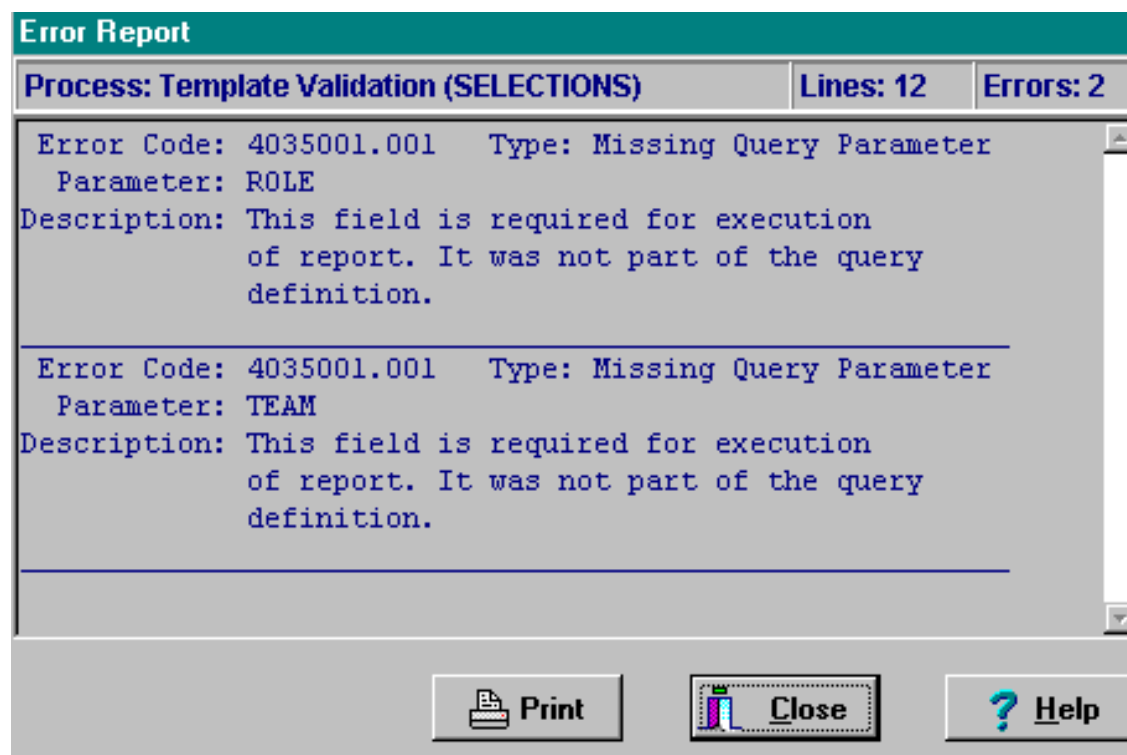 Error Report
Process: Template Validation (SELECTIONS) Lines: 12 Errors: 2
Error Code: 4035001.001 Type: Missing Query Parameter
Parameter: ROLE
Description: This field is required for execution
of report. It was not part of the query
definition.
Error Code: 4035001.001 Type: Missing Query Parameter
Parameter: TEAM
Description: This field is required for execution
of report. It was not part of the query
definition.
Print Close Help